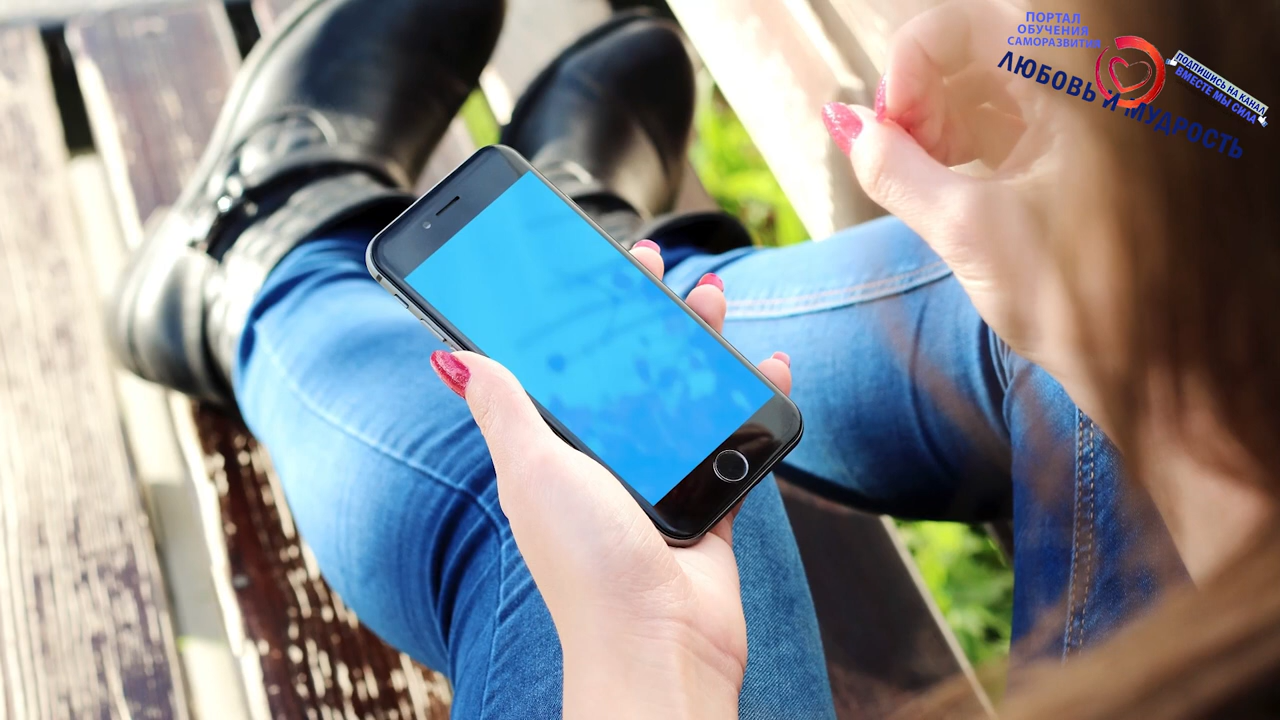 ПОРТАЛ
ОБУЧЕНИЯ
САМОРАЗВИТИЯ
ЛЮБОВЬ И МУДРОСТЬ
ПОДПИШИСЬ НА КАНАЛ
ВМЕСТЕ МЫ СИЛА